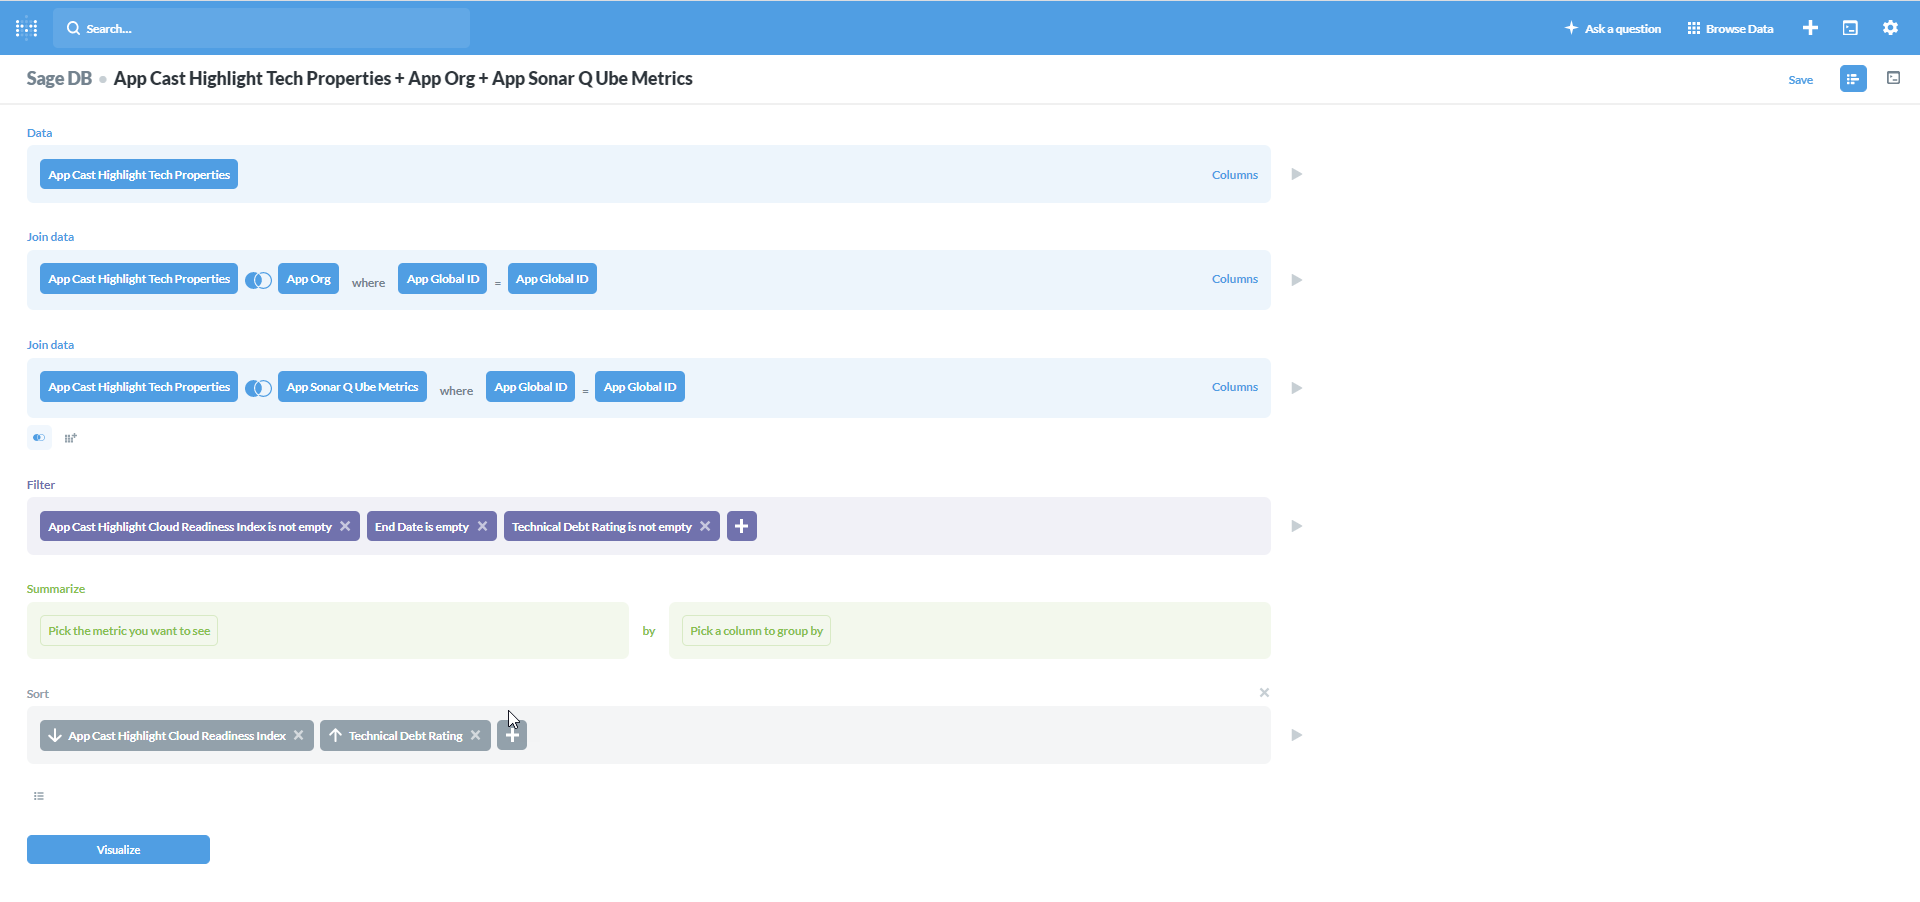 Search...
Ask a question
Browse Data
Sage DB • App Cast Highlight Tech Properties + App Org + App Sonar Q Ube Metrics
Save
Data
App Cast Highlight Tech Properties
Columns
Join data
App Cast Highlight Tech Properties App Org where App Global ID = App Global ID
Columns
Join data
App Cast Highlight Tech Properties App Sonar Q Ube Metrics where App Global ID = App Global ID
Columns
Filter
App Cast Highlight Cloud Readiness Index is not empty
End Date is empty
Technical Debt Rating is not empty
Summarize
Pick the metric you want to see
by
Pick a column to group by
Sort
App Cast Highlight Cloud Readiness Index
Technical Debt Rating
Visualize